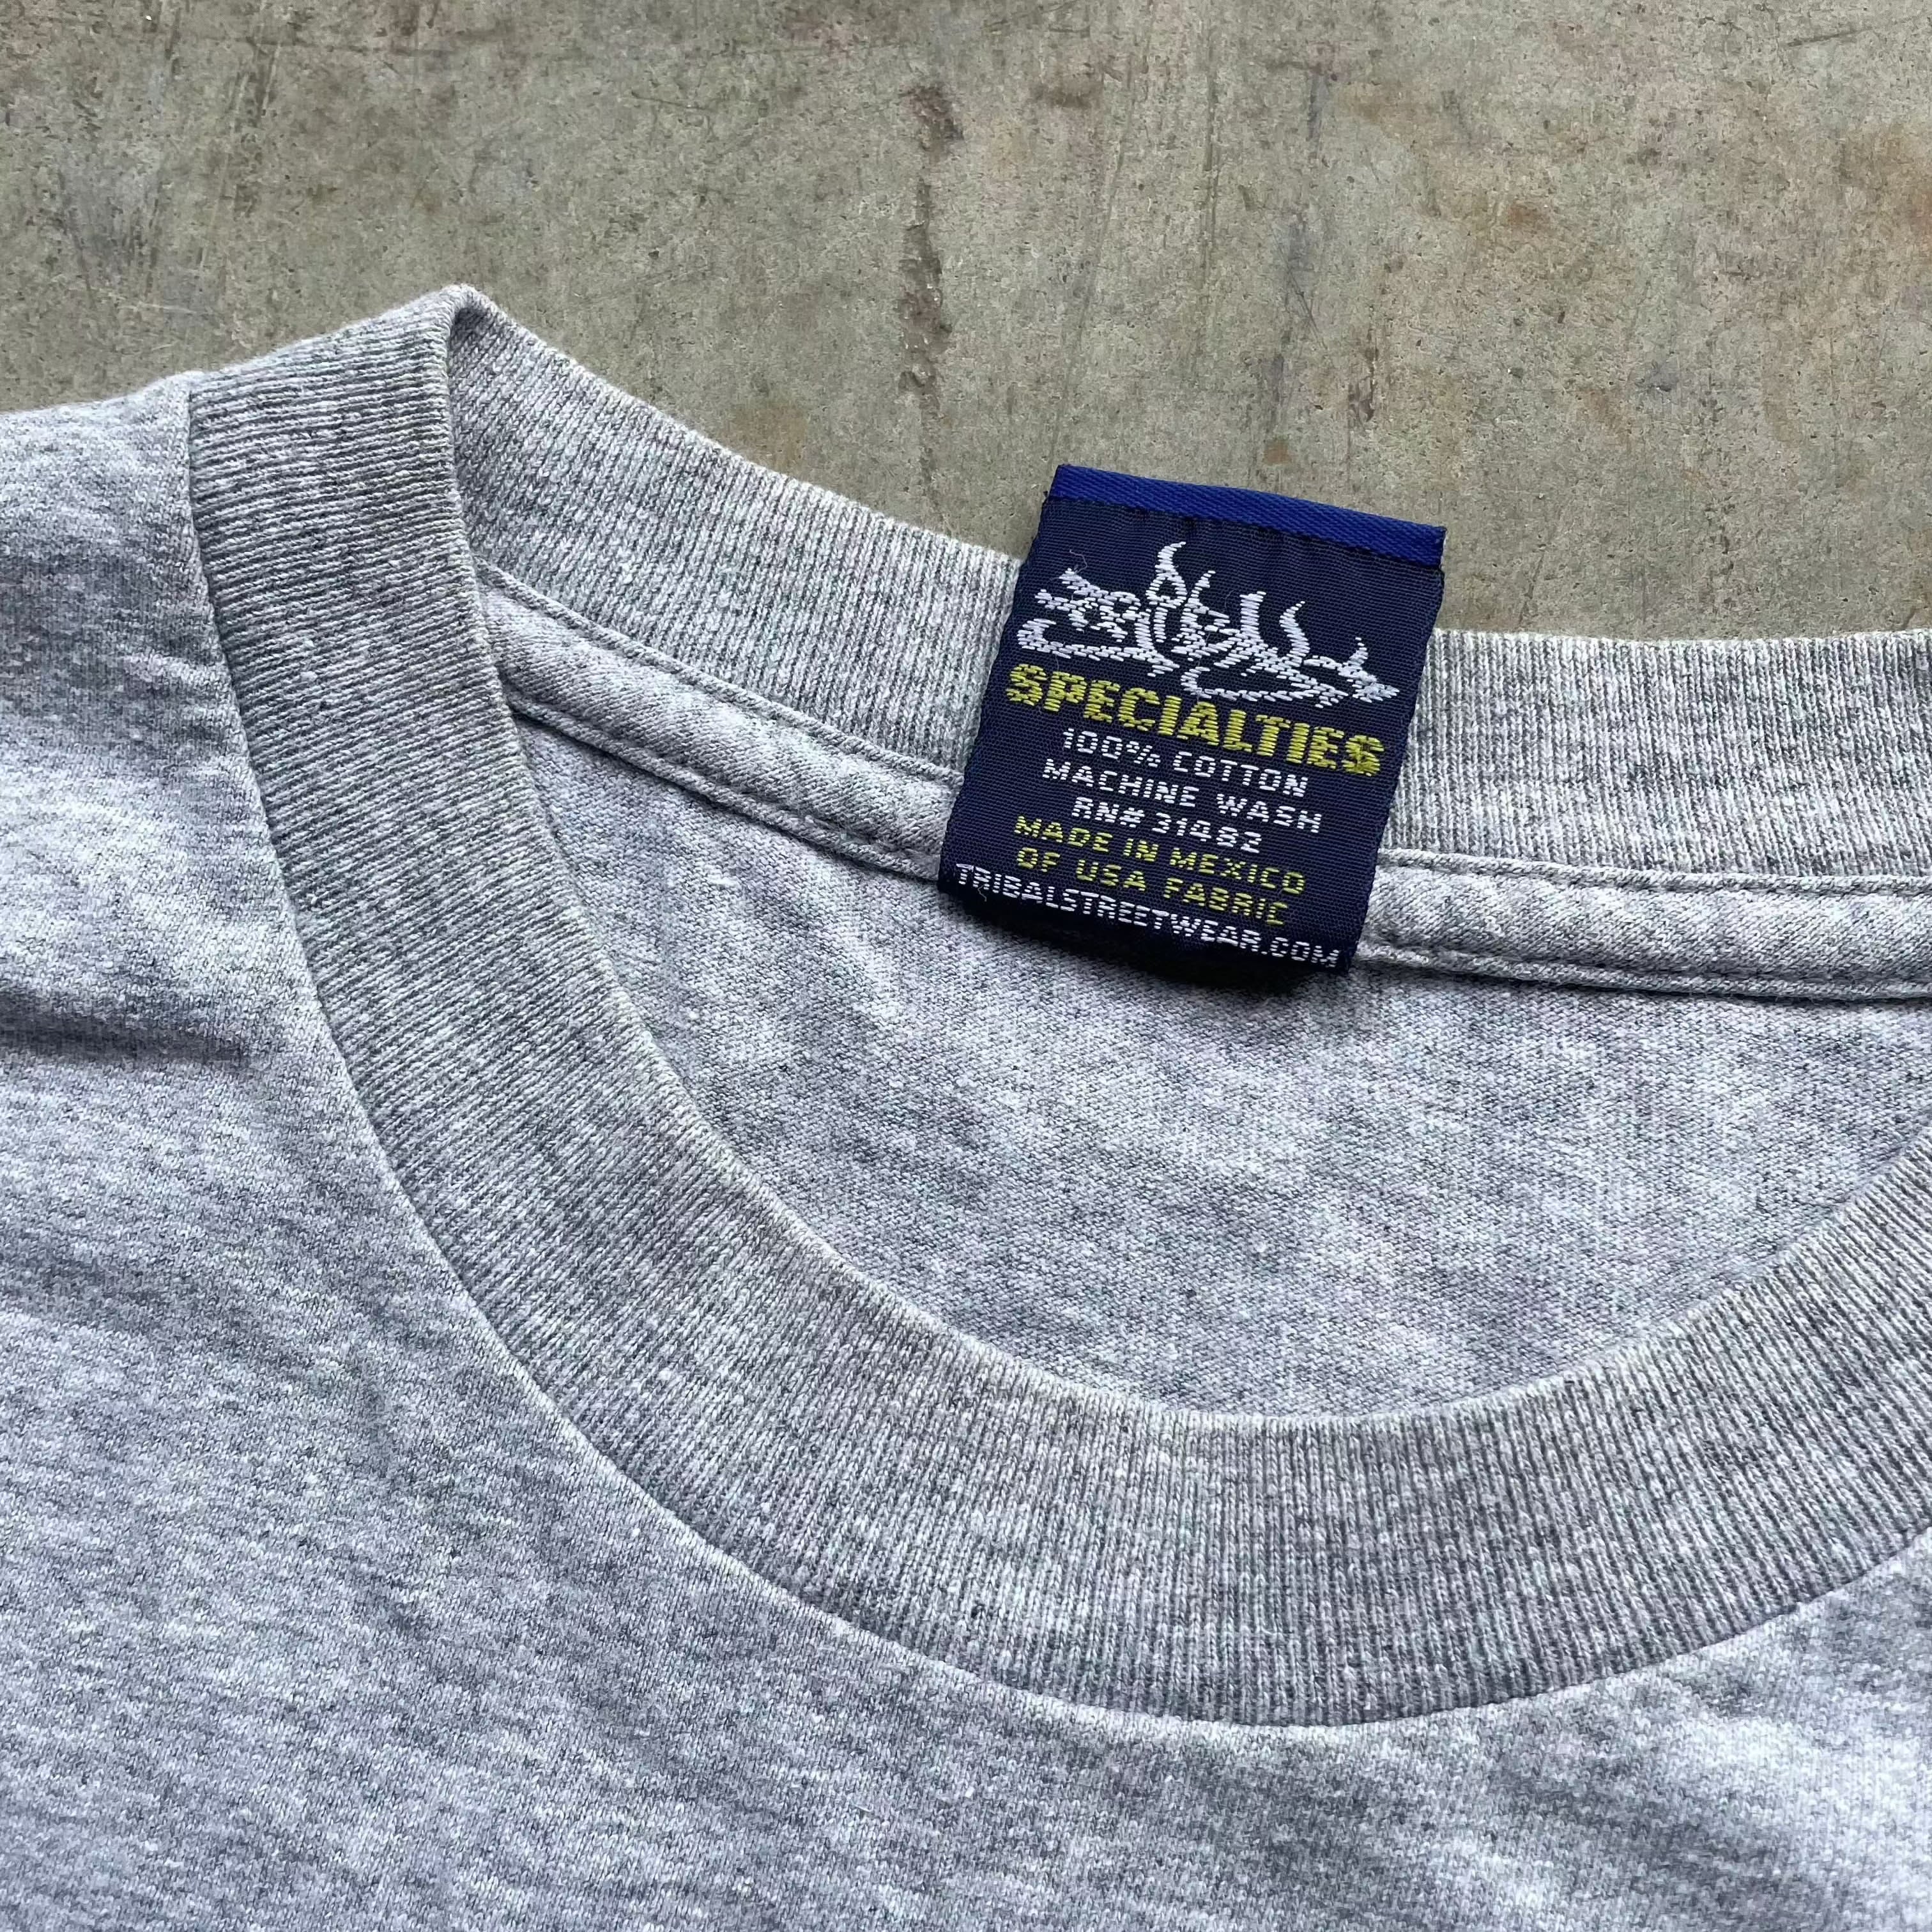 SPECIALTIES
100% COTTON
MACHINE WASH
RN# 31482
MADE IN MEXICO
OF USA FABRIC
TRIBALSTREETWEAR.COM